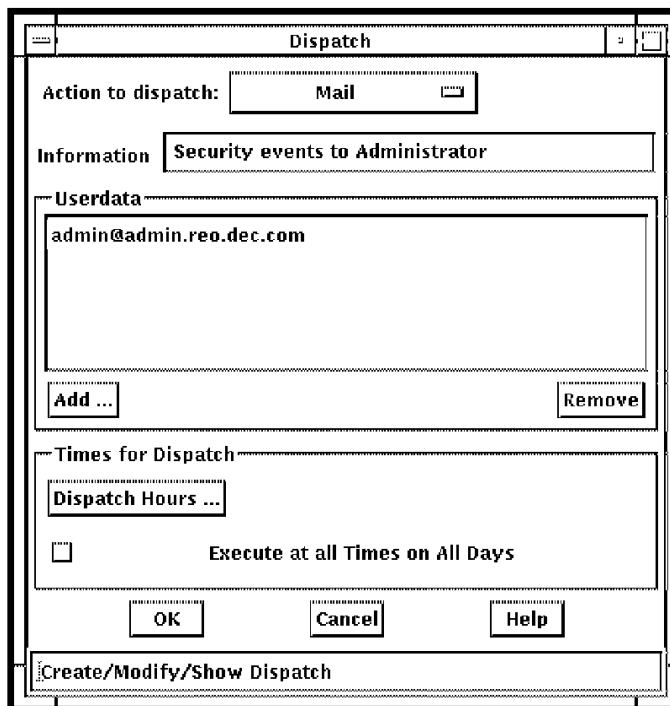 Dispatch
Action to dispatch: Mail
Information Security events to Administrator
Userdata
admin@admin.reo.dec.com
Add ... Remove
Times for Dispatch
Dispatch Hours ...
Execute at all Times on All Days
OK Cancel Help
Create/Modify/Show Dispatch